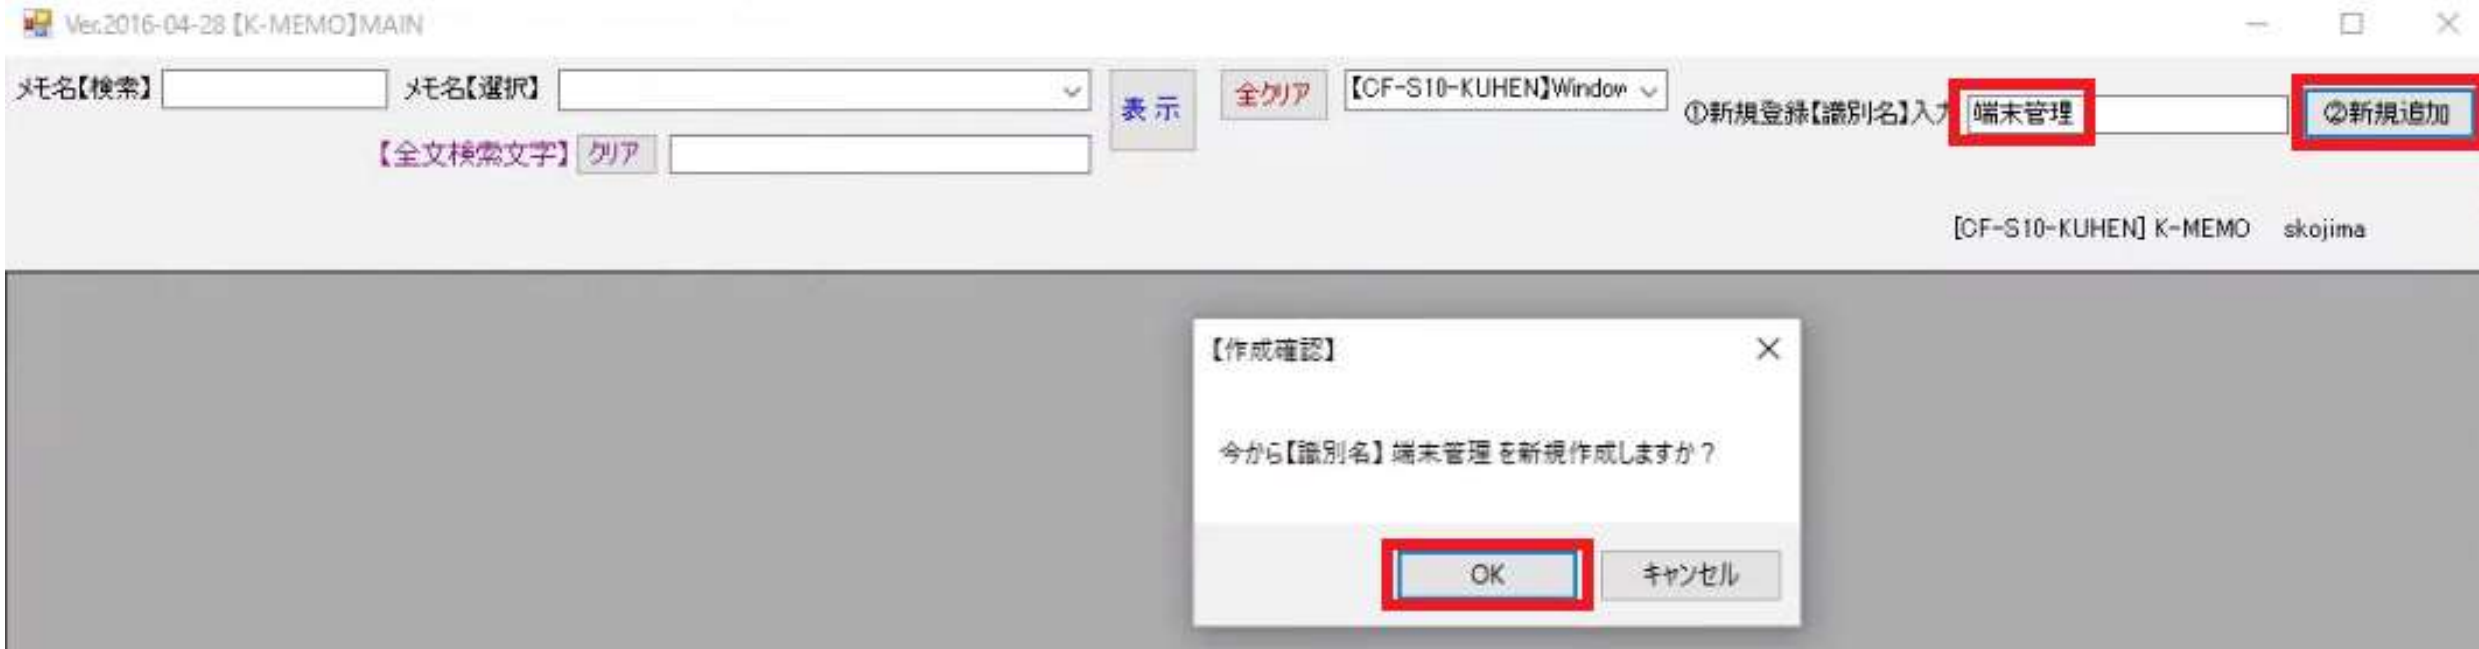 Ver.2016-04-28【K-MEMO】MAIN
メモ名【検索】 メモ名【選択】 表示 全クリア 【CF-S10-KUHEN】Window ①新規登録【識別名】入力 端末管理 ②新規追加
【全文検索文字】 クリア
[CF-S10-KUHEN] K-MEMO skojima
【作成確認】
今から【識別名】 端末管理 を新規作成しますか？
OK キャンセル